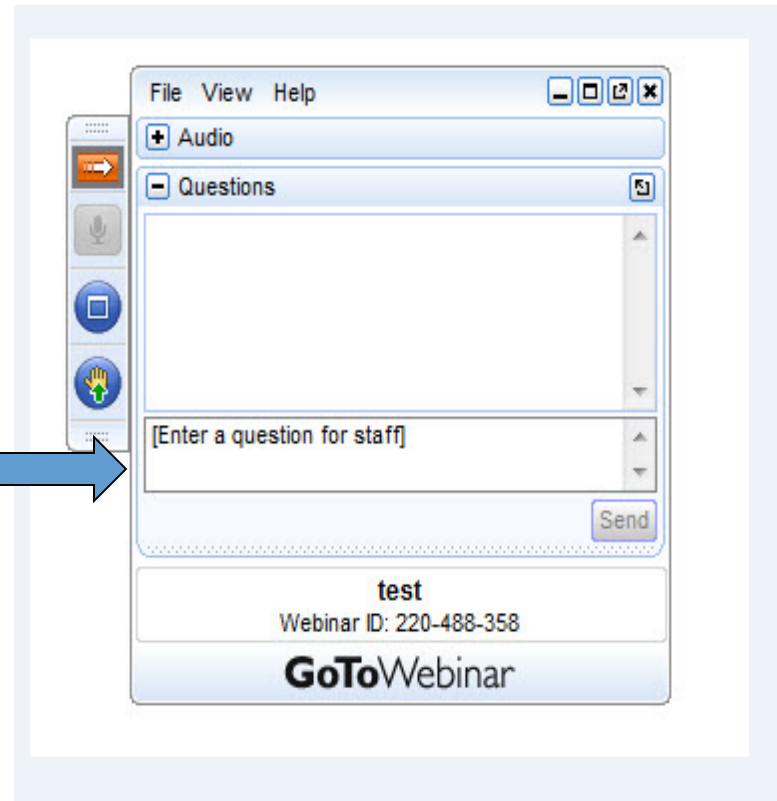 File View Help
Audio
Questions
[Enter a question for staff]
Send
test
Webinar ID: 220-488-358
GoToWebinar